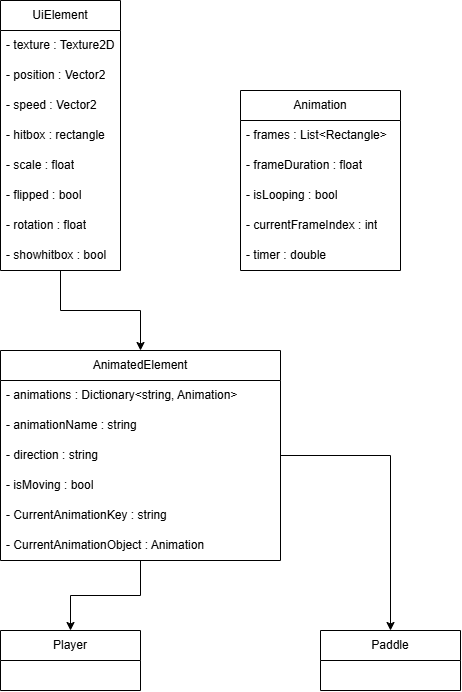 UiElement
- texture : Texture2D
- position : Vector2
- speed : Vector2
- hitbox : rectangle
- scale : float
- flipped : bool
- rotation : float
- showhitbox : bool
Animation
- frames : List<Rectangle>
- frameDuration : float
- isLooping : bool
- currentFrameIndex : int
- timer : double
AnimatedElement
- animations : Dictionary<string, Animation>
- animationName : string
- direction : string
- isMoving : bool
- CurrentAnimationKey : string
- CurrentAnimationObject : Animation
Player
Paddle